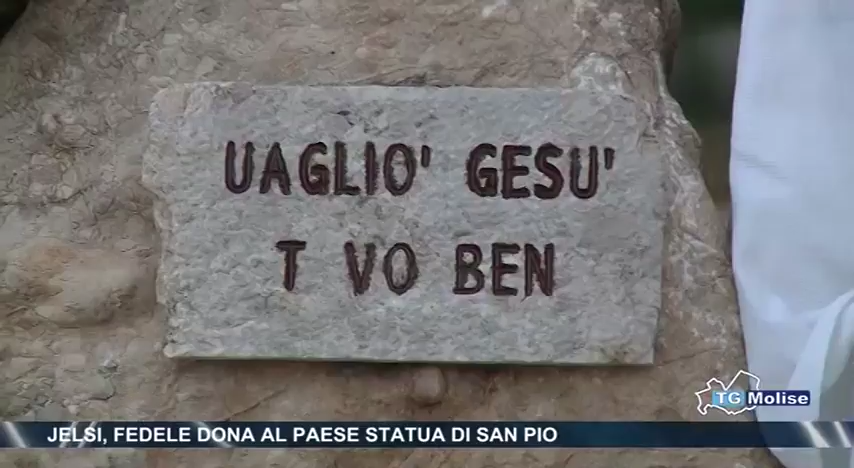 UAGLIO' GESU'
T VO BEN
TG Molise
JELSI, FEDELE DONA AL PAESE STATUA DI SAN PIO